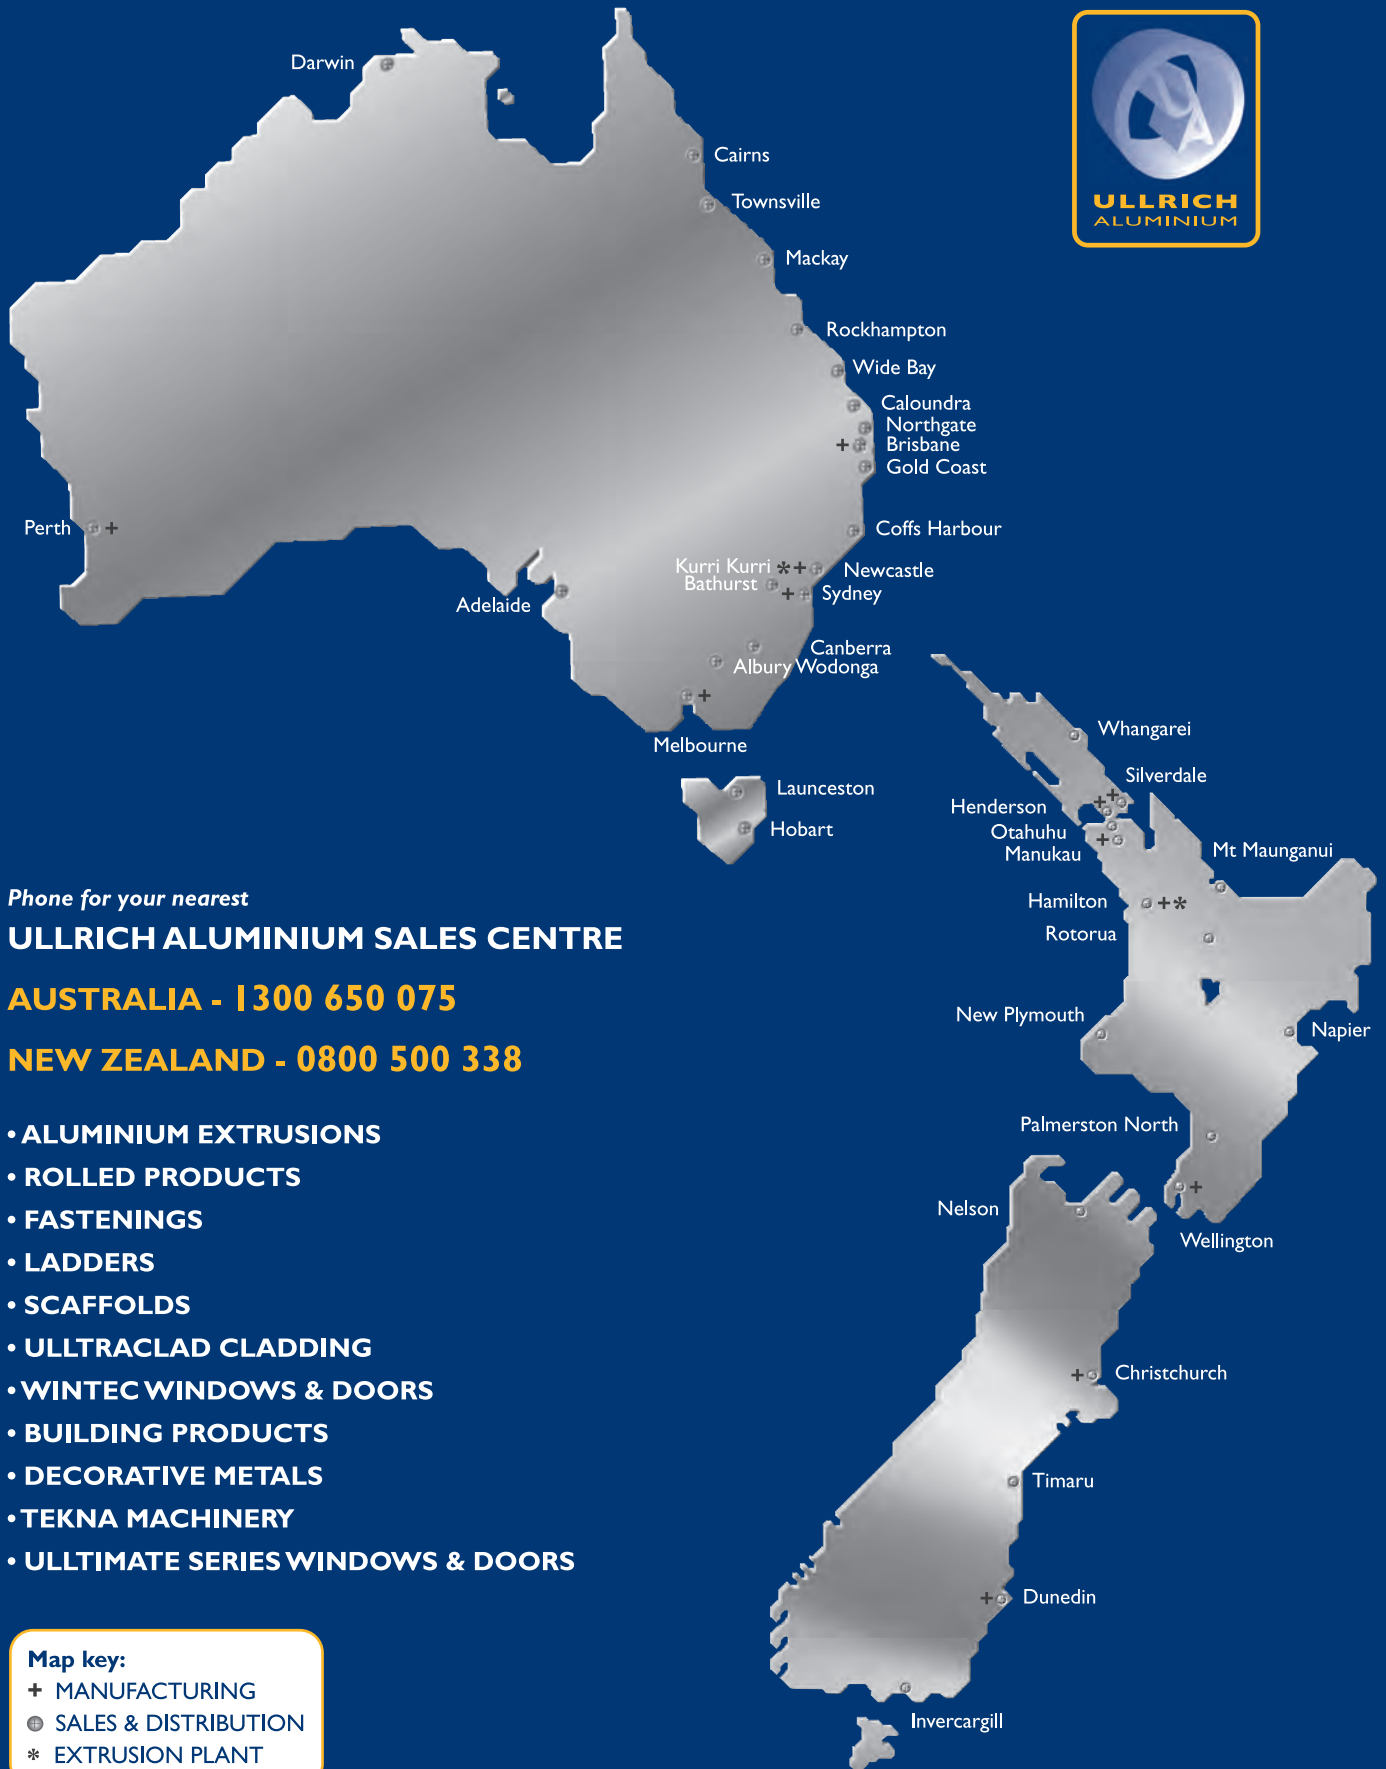 Darwin
ULLRICH
ALUMINIUM
Cairns
Townsville
Mackay
Rockhampton
Wide Bay
Caloundra
Northgate
+ Brisbane
Gold Coast
Perth +
Coffs Harbour
Kurri Kurri *+ Newcastle
Bathurst + Sydney
Adelaide
Canberra
Albury Wodonga
+
Melbourne
Launceston
Hobart
Whangarei
Silverdale
Henderson ++
Otahuhu
Manukau +
Mt Maunganui
Hamilton +*
Rotorua
New Plymouth
Napier
Palmerston North
+
Wellington
Nelson
+ Christchurch
Timaru
+ Dunedin
Invercargill
Phone for your nearest
ULLRICH ALUMINIUM SALES CENTRE
AUSTRALIA - 1300 650 075
NEW ZEALAND - 0800 500 338
• ALUMINIUM EXTRUSIONS
• ROLLED PRODUCTS
• FASTENINGS
• LADDERS
• SCAFFOLDS
• ULLTRACLAD CLADDING
• WINTEC WINDOWS & DOORS
• BUILDING PRODUCTS
• DECORATIVE METALS
• TEKNA MACHINERY
• ULLTIMATE SERIES WINDOWS & DOORS
Map key:
+ MANUFACTURING
SALES & DISTRIBUTION
* EXTRUSION PLANT